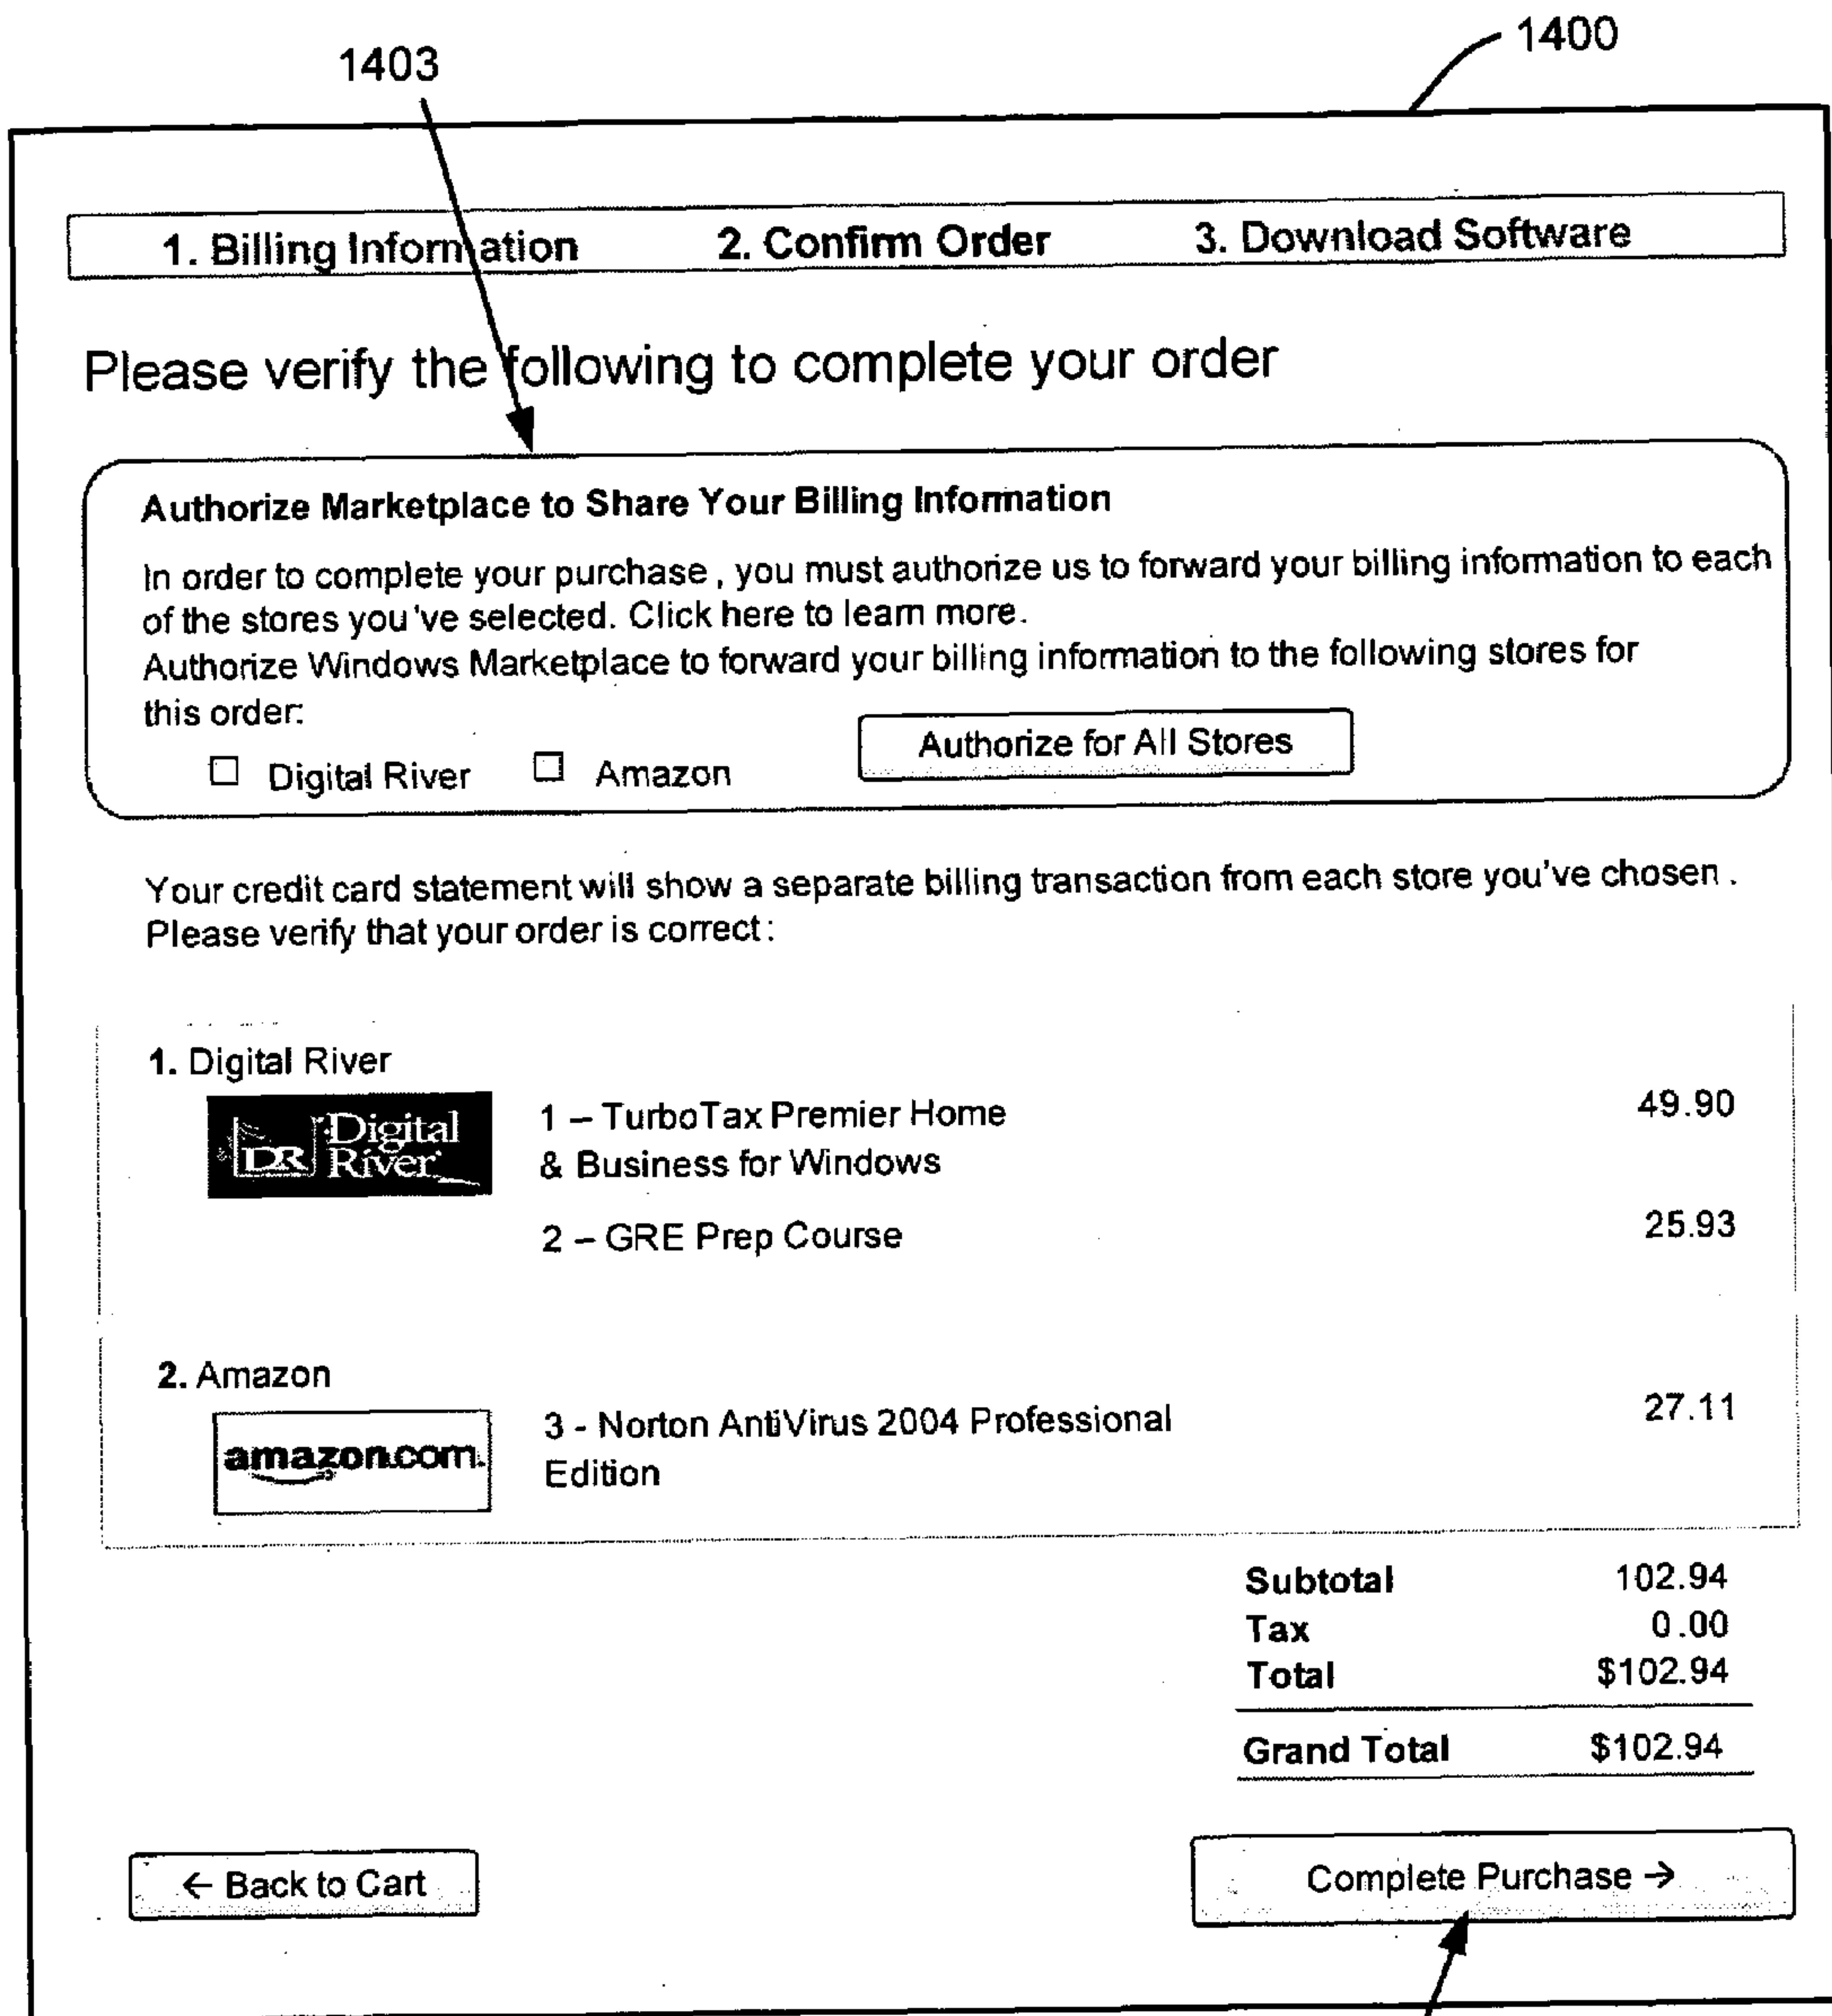 1403
1400
1. Billing Information 2. Confirm Order 3. Download Software
Please verify the following to complete your order
Authorize Marketplace to Share Your Billing Information
In order to complete your purchase , you must authorize us to forward your billing information to each
of the stores you've selected. Click here to learn more.
Authorize Windows Marketplace to forward your billing information to the following stores for
this order:
Digital River Amazon Authorize for All Stores
Your credit card statement will show a separate billing transaction from each store you've chosen .
Please verify that your order is correct :
1. Digital River
DR Digital
River
1 – TurboTax Premier Home 49.90
& Business for Windows
2 – GRE Prep Course 25.93
2. Amazon
amazon.com.
3 - Norton AntiVirus 2004 Professional 27.11
Edition
Subtotal 102.94
Tax 0.00
Total $102.94
Grand Total $102.94
← Back to Cart Complete Purchase →